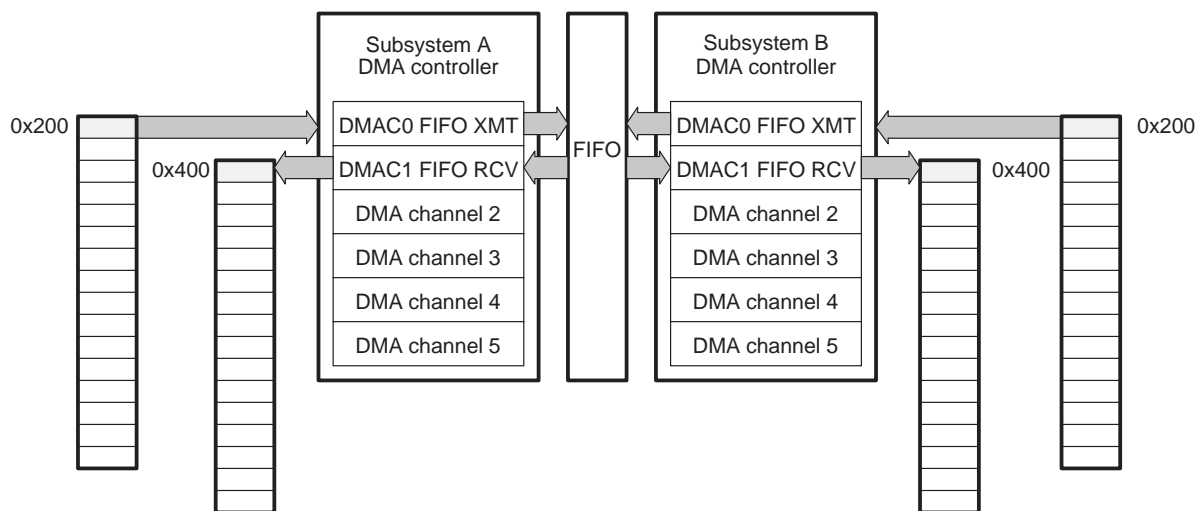 Subsystem A
DMA controller
Subsystem B
DMA controller
0x200
DMAC0 FIFO XMT
FIFO
DMAC0 FIFO XMT
0x200
0x400
DMAC1 FIFO RCV
DMAC1 FIFO RCV
0x400
DMA channel 2
DMA channel 2
DMA channel 3
DMA channel 3
DMA channel 4
DMA channel 4
DMA channel 5
DMA channel 5